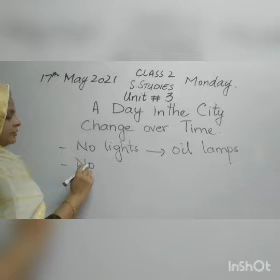 17th May 2021 CLASS 2 Monday.
S.STUDIES
Unit # 3
A Day in the City
Change over Time
- No lights → oil lamps
- No
InShOt